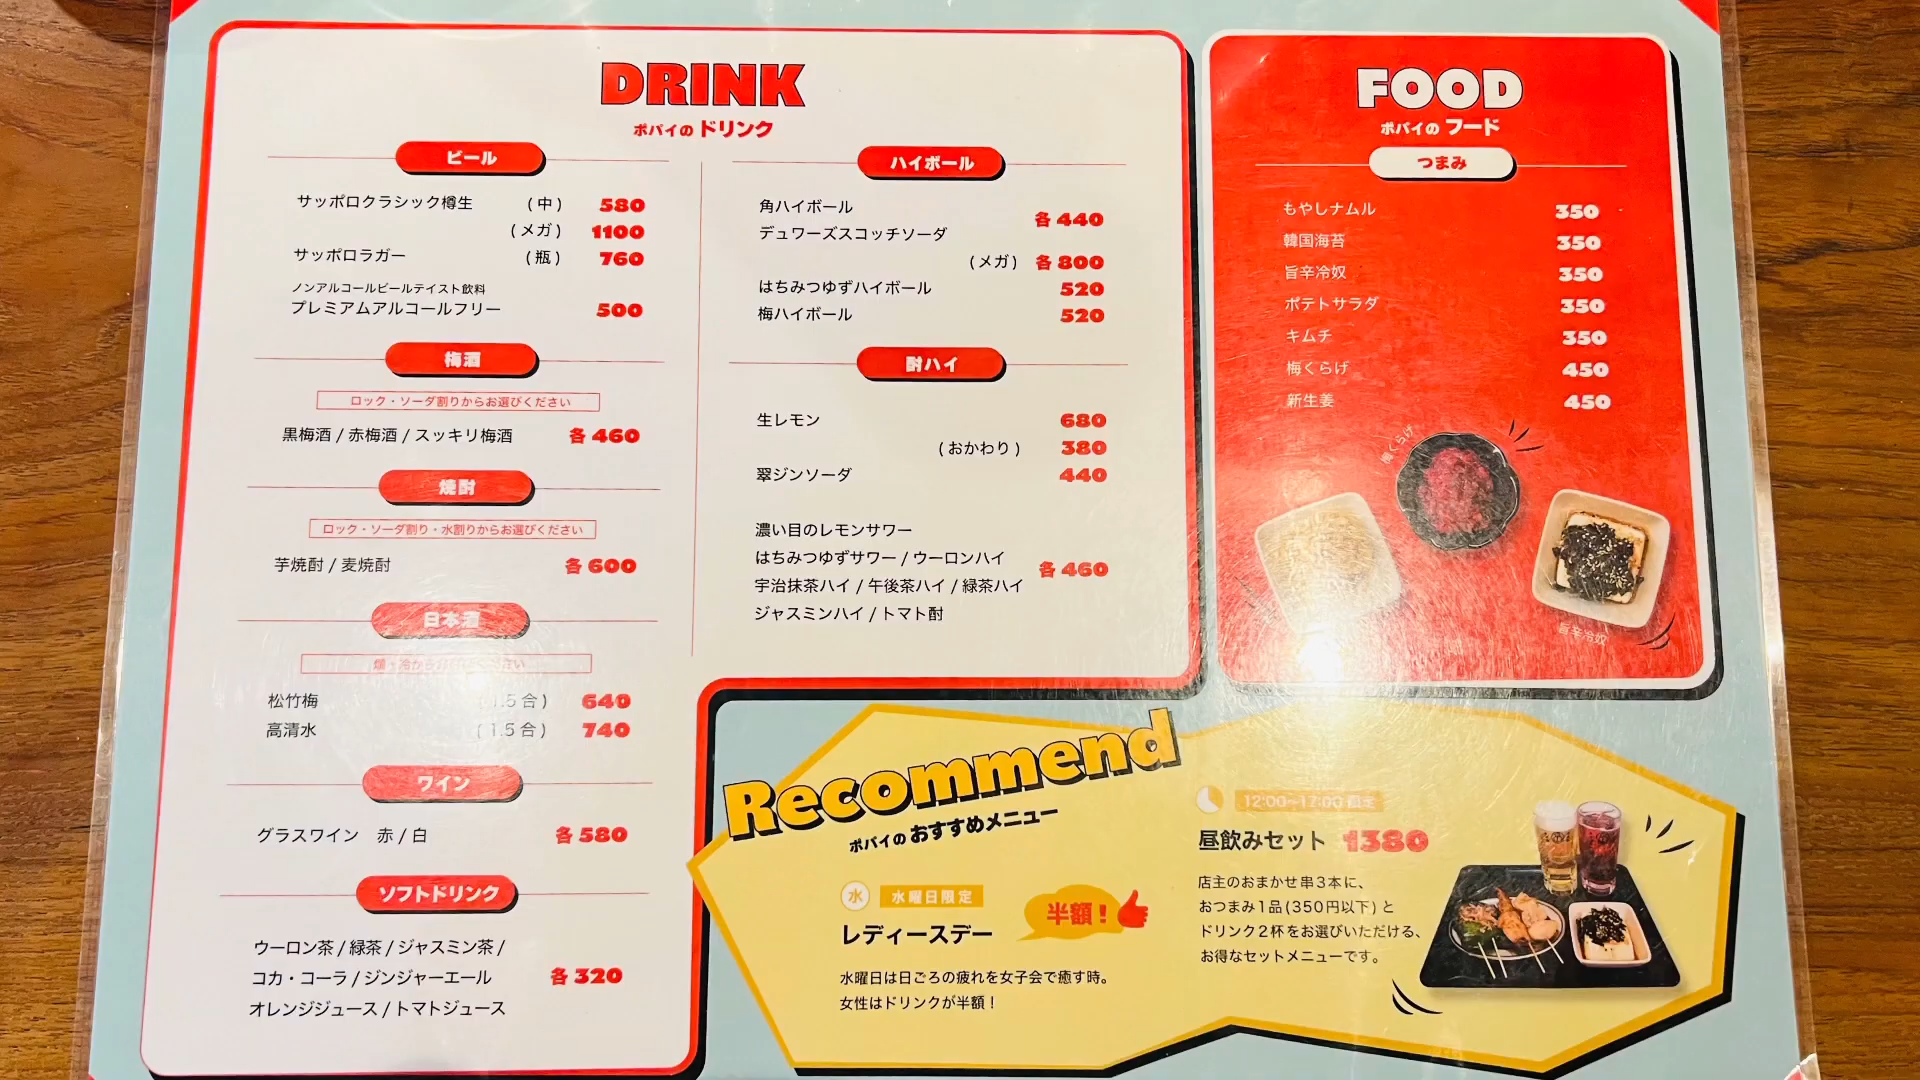 DRINK
ポパイの ドリンク
ビール
サッポロクラシック樽生 (中) 580
(メガ) 1100
サッポロラガー (瓶) 760
ノンアルコールビールテイスト飲料
プレミアムアルコールフリー 500
梅酒
ロック・ソーダ割りからお選びください
黒梅酒 / 赤梅酒 / スッキリ梅酒 各 460
焼酎
ロック・ソーダ割り・水割りからお選びください
芋焼酎 / 麦焼酎 各 600
日本酒
燗・冷からお選びください
松竹梅 (1.5合) 640
高清水 (1.5合) 740
ワイン
グラスワイン 赤 / 白 各 580
ソフトドリンク
ウーロン茶 / 緑茶 / ジャスミン茶 /
コカ・コーラ / ジンジャーエール 各 320
オレンジジュース / トマトジュース
ハイボール
角ハイボール
デュワーズスコッチソーダ 各 440
(メガ) 各 800
はちみつゆずハイボール 520
梅ハイボール 520
酎ハイ
生レモン 680
(おかわり) 380
翠ジンソーダ 440
濃い目のレモンサワー
はちみつゆずサワー / ウーロンハイ
宇治抹茶ハイ / 午後茶ハイ / 緑茶ハイ 各 460
ジャスミンハイ / トマト酎
FOOD
ポパイの フード
つまみ
もやしナムル 350
韓国海苔 350
旨辛冷奴 350
ポテトサラダ 350
キムチ 350
梅くらげ 450
新生姜 450
梅くらげ
旨辛冷奴
Recommend
ポパイの おすすめメニュー
水 水曜日限定
レディースデー
半額!
水曜日は日ごろの疲れを女子会で癒す時。
女性はドリンクが半額!
12:00~17:00 限定
昼飲みセット 1380
店主のおまかせ串3本に、
おつまみ1品(350円以下)と
ドリンク2杯をお選びいただける、
お得なセットメニューです。